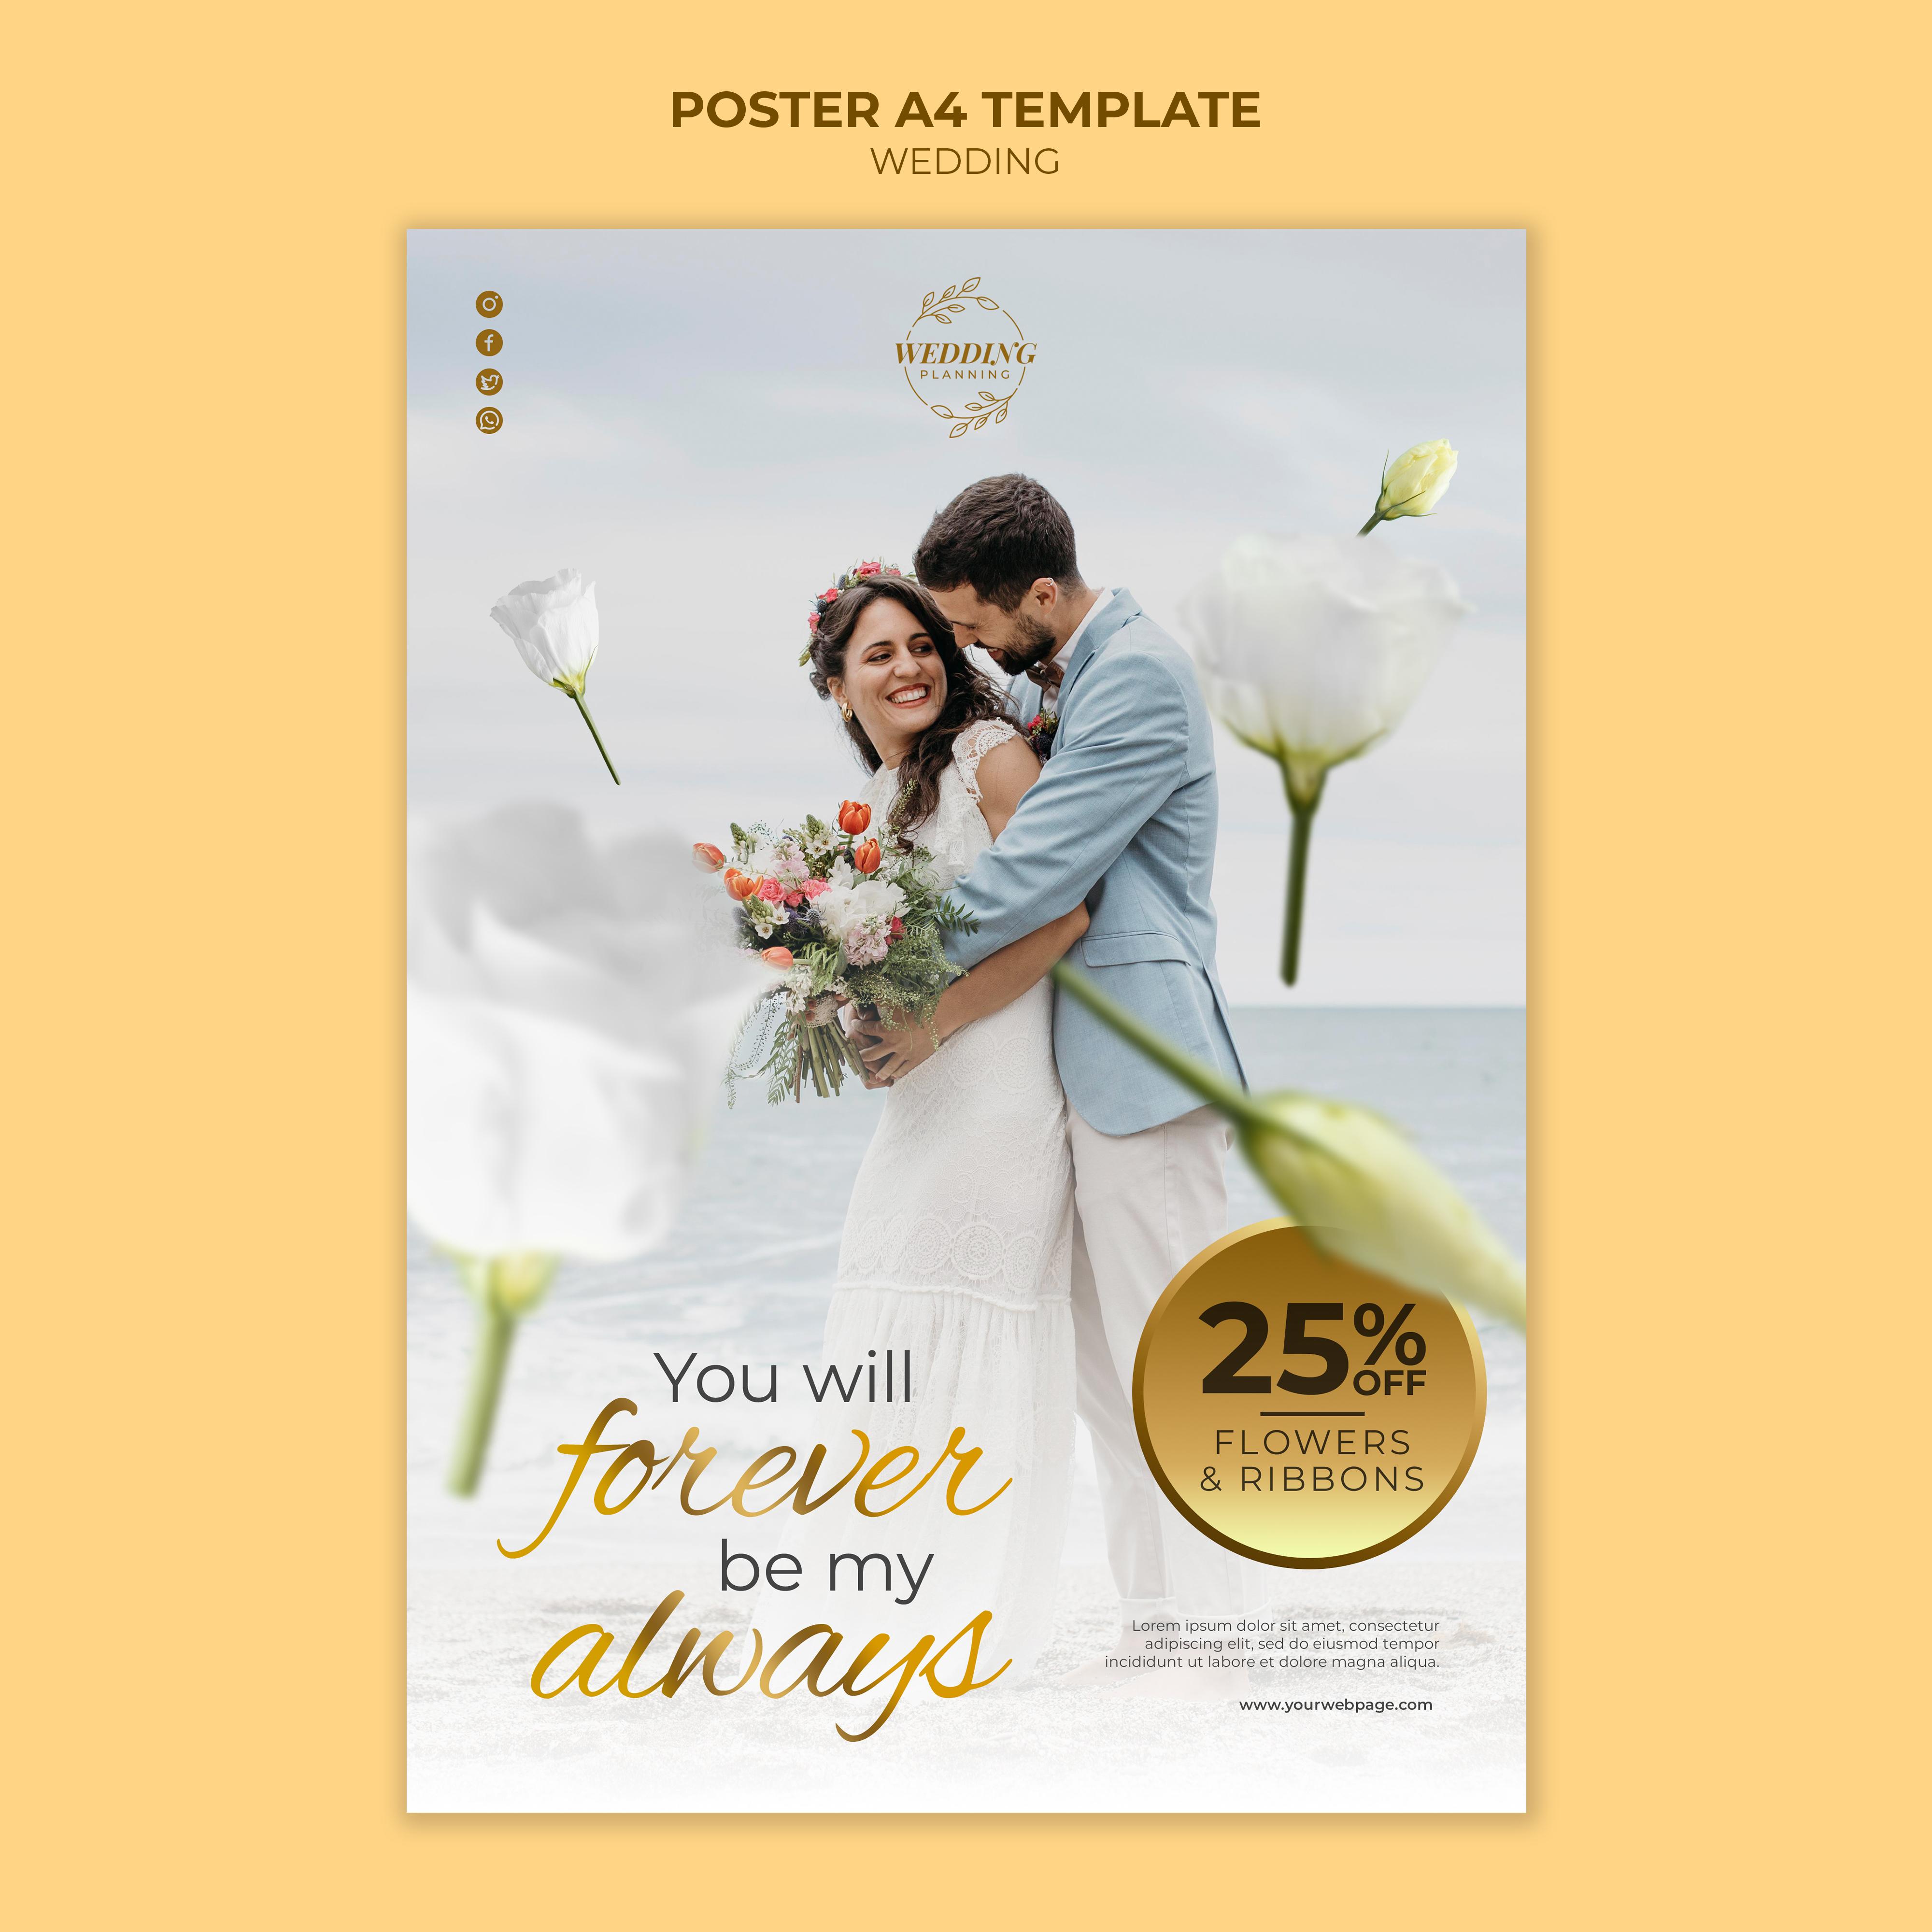 POSTER A4 TEMPLATE
WEDDING
WEDDING
PLANNING
You will
forever
be my
always
25%
OFF
FLOWERS
& RIBBONS
Lorem ipsum dolor sit amet, consectetur
adipiscing elit, sed do eiusmod tempor
incididunt ut labore et dolore magna aliqua.
www.yourwebpage.com